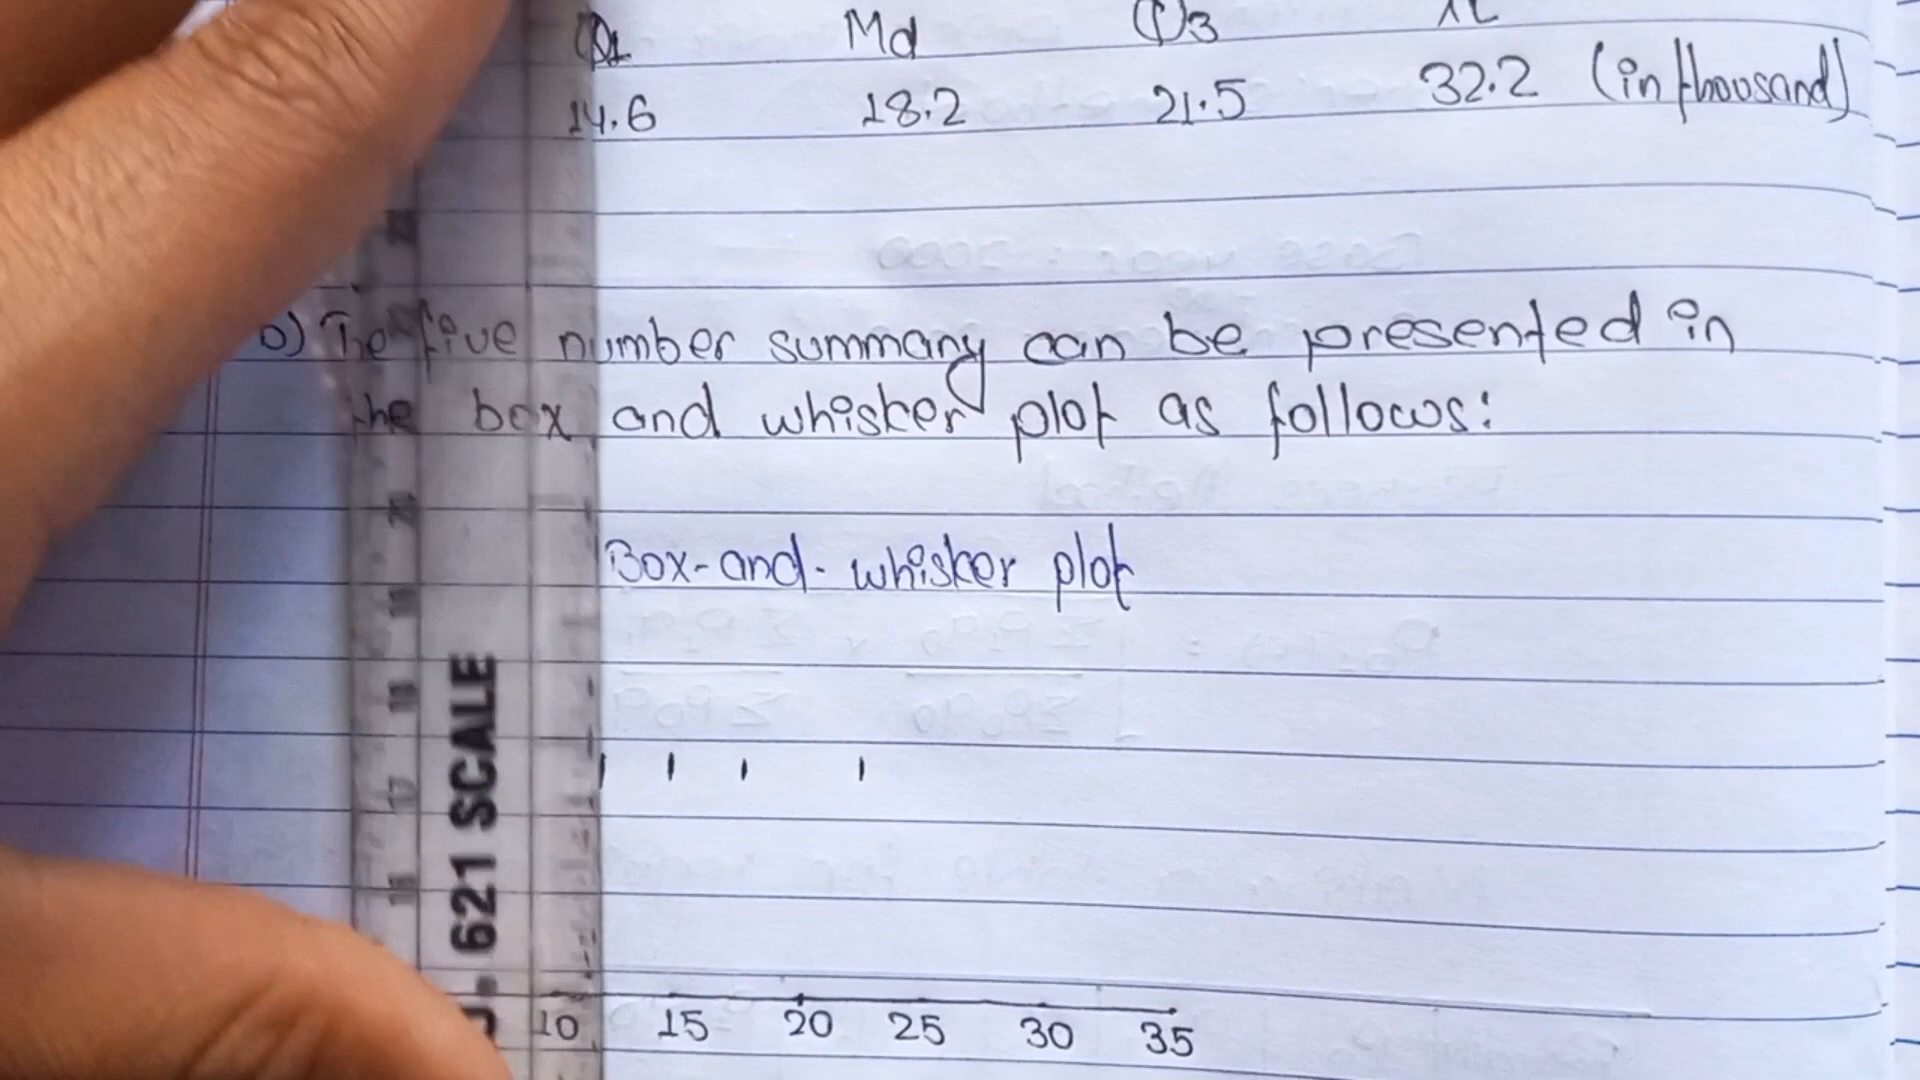 Q1 Md Q3
14.6 18.2 21.5 32.2 (in thousand)
b) The five number summary can be presented in
the box and whisker plot as follows:
Box-and-whisker plot
621 SCALE
10 15 20 25 30 35